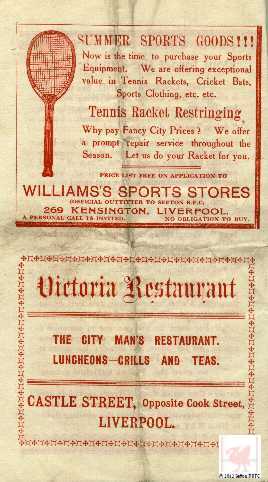 SUMMER SPORTS GOODS!!!
Now is the time to purchase your Sports
Equipment. We are offering exceptional
value in Tennis Rackets, Cricket Bats,
Sports Clothing, etc. etc.
Tennis Racket Restringing,
Why pay Fancy City Prices? We offer
a prompt repair service throughout the
Season. Let us do your Racket for you.
PRICE LIST FREE ON APPLICATION TO
WILLIAMS'S SPORTS STORES
(OFFICIAL OUTFITTER TO SEFTON R.F.C.)
269 KENSINGTON, LIVERPOOL.
A PERSONAL CALL IS INVITED. NO OBLIGATION TO BUY.
Victoria Restaurant
THE CITY MAN'S RESTAURANT.
LUNCHEONS—GRILLS AND TEAS.
CASTLE STREET, Opposite Cook Street,
LIVERPOOL.